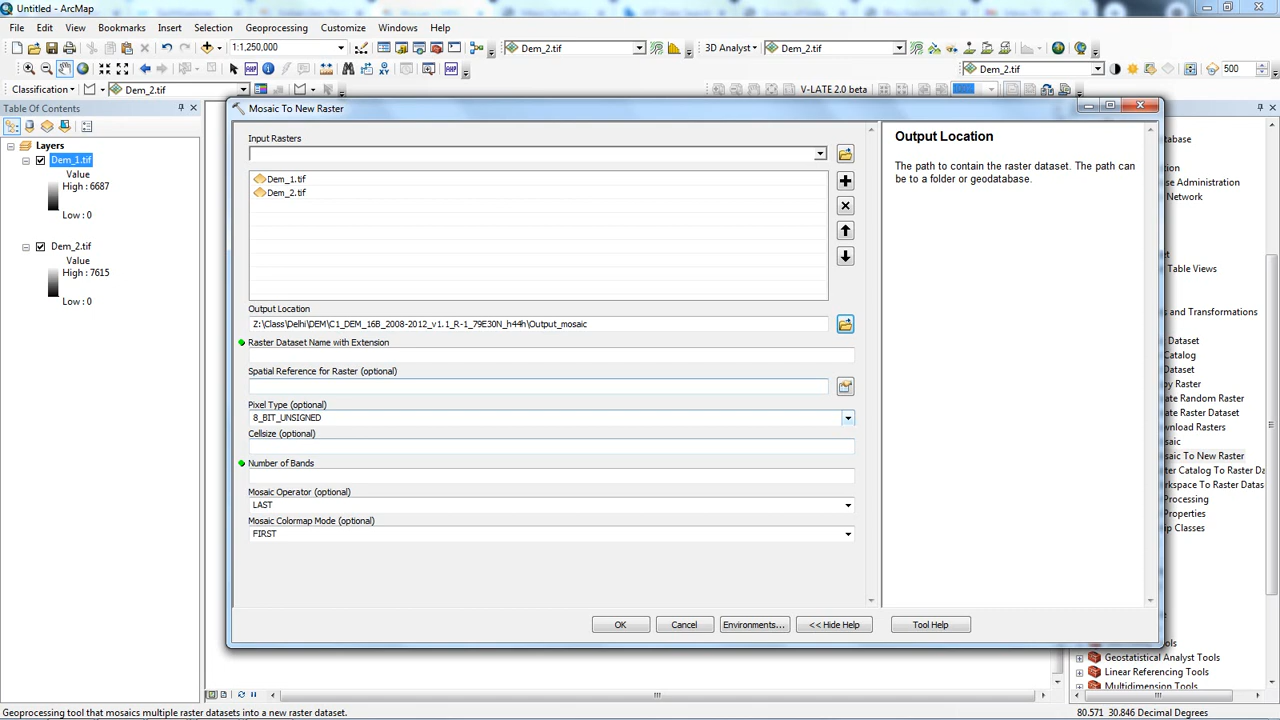 Untitled - ArcMap
File Edit View Bookmarks Insert Selection Geoprocessing Customize Windows Help
1:1,250,000 Dem_2.tif 3D Analyst Dem_2.tif
Dem_2.tif 500
Classification Dem_2.tif V-LATE 2.0 beta
Table Of Contents
Layers
Dem_1.tif
Value
High : 6687
Low : 0
Dem_2.tif
Value
High : 7615
Low : 0
Mosaic To New Raster
Input Rasters
Dem_1.tif
Dem_2.tif
Output Location
Z:\Class\Delhi\DEM\C1_DEM_16B_2008-2012_v1.1_R-1_79E30N_h44h\Output_mosaic
Raster Dataset Name with Extension
Spatial Reference for Raster (optional)
Pixel Type (optional)
8_BIT_UNSIGNED
Cellsize (optional)
Number of Bands
Mosaic Operator (optional)
LAST
Mosaic Colormap Mode (optional)
FIRST
OK Cancel Environments... << Hide Help Tool Help
Output Location
The path to contain the raster dataset. The path can
be to a folder or geodatabase.
atabase
ction
base Administration
Network
et
Table Views
s and Transformations
Dataset
Catalog
Dataset
by Raster
ate Random Raster
ate Raster Dataset
wnload Rasters
saic
saic To New Raster
ter Catalog To Raster Da
rkspace To Raster Datas
Processing
Properties
hip Classes
Tools
Geostatistical Analyst Tools
Linear Referencing Tools
Multidimension Tools
Geoprocessing tool that mosaics multiple raster datasets into a new raster dataset.
80.571 30.846 Decimal Degrees